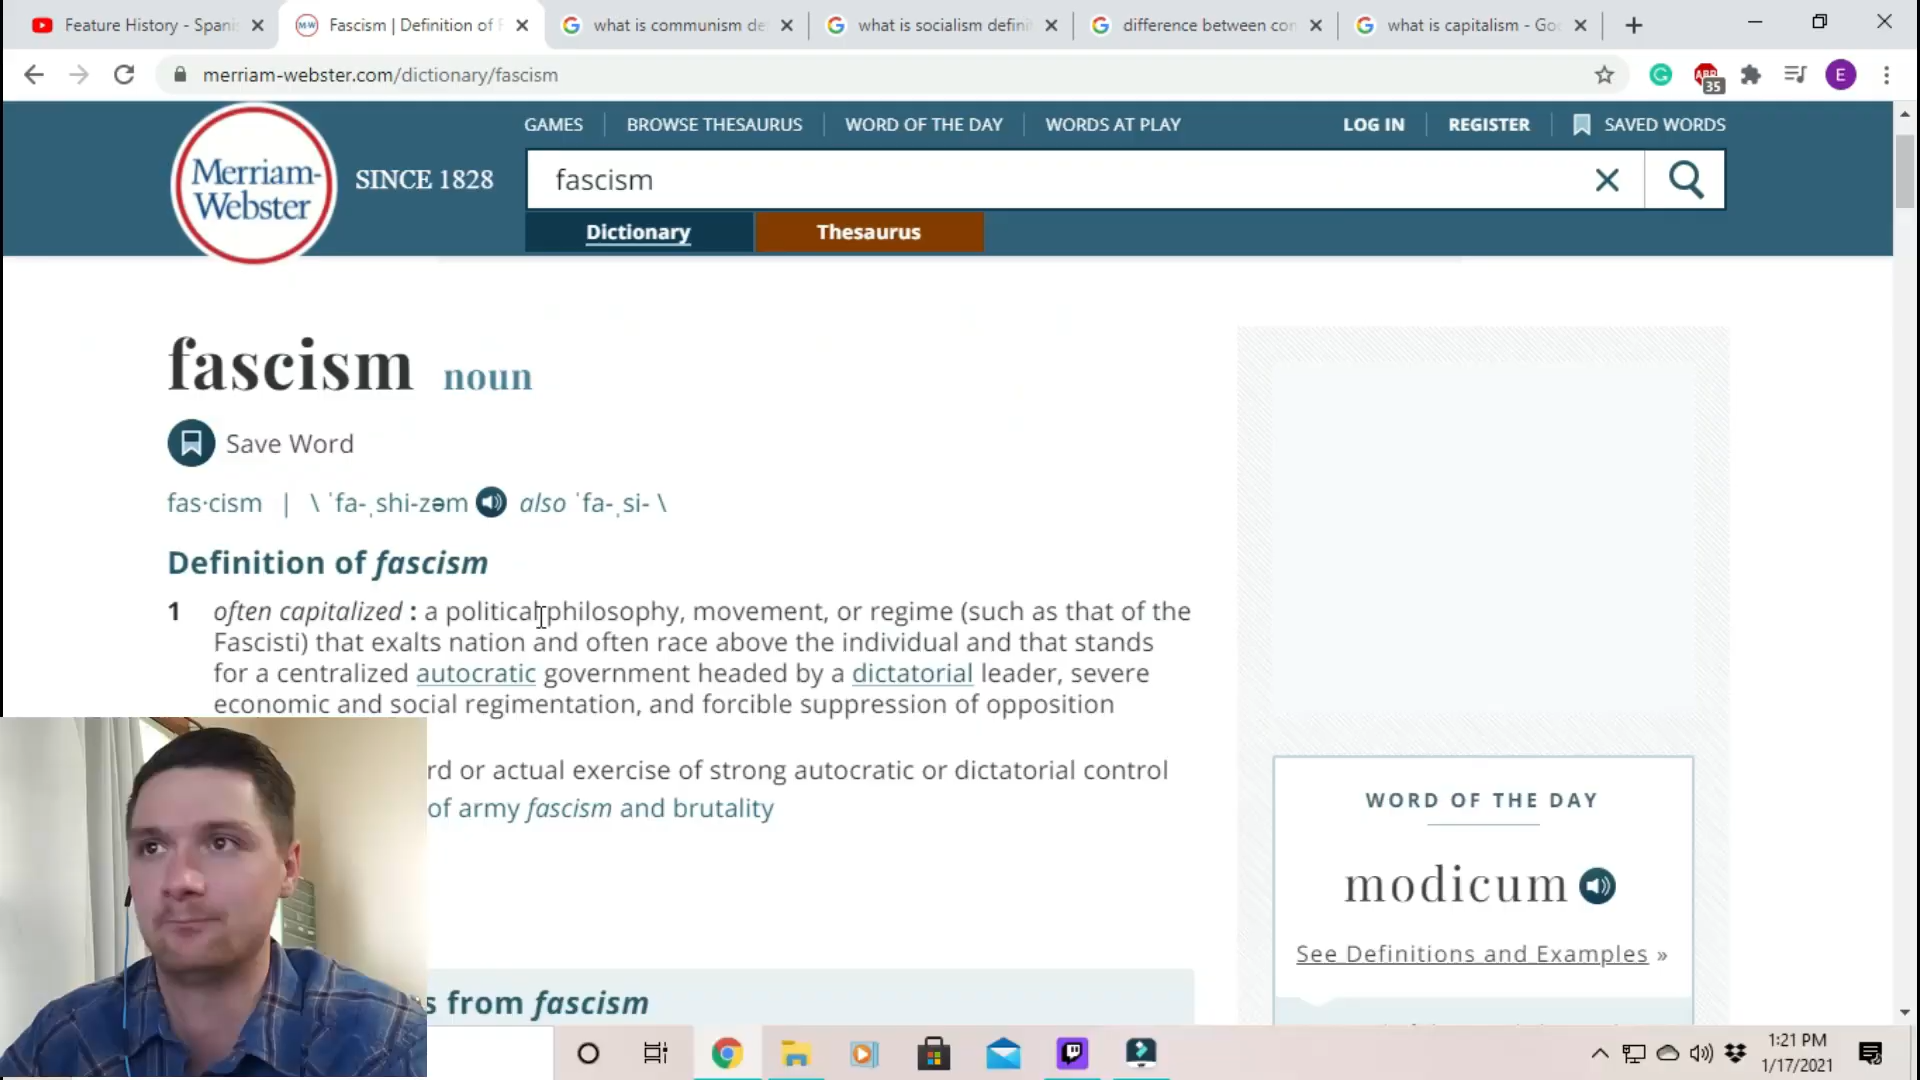 Feature History - Spani
Fascism | Definition of F
what is communism de
what is socialism defini
difference between con
what is capitalism - Goo
merriam-webster.com/dictionary/fascism
ABP
35
E
GAMES
BROWSE THESAURUS
WORD OF THE DAY
WORDS AT PLAY
LOG IN
REGISTER
SAVED WORDS
Merriam-
Webster
SINCE 1828
fascism
Dictionary
Thesaurus
fascism noun
Save Word
fas·cism | \ ˈfa-ˌshi-zəm also ˈfa-ˌsi- \
Definition of fascism
1 often capitalized : a political philosophy, movement, or regime (such as that of the
Fascisti) that exalts nation and often race above the individual and that stands
for a centralized autocratic government headed by a dictatorial leader, severe
economic and social regimentation, and forcible suppression of opposition
rd or actual exercise of strong autocratic or dictatorial control
of army fascism and brutality
s from fascism
WORD OF THE DAY
modicum
See Definitions and Examples »
1:21 PM
1/17/2021